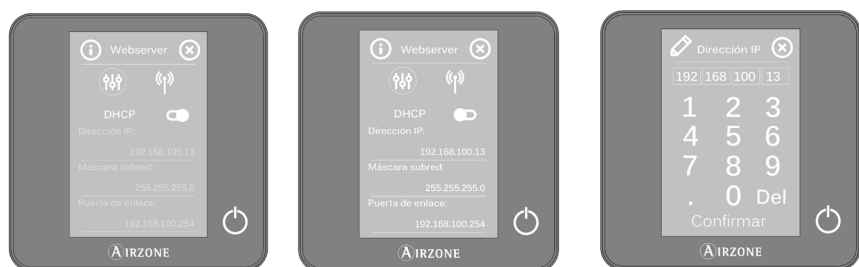 Webserver
DHCP
Dirección IP:
192.168.100.13
Máscara subred:
255.255.255.0
Puerta de enlace:
192.168.100.254
AIRZONE
Webserver
DHCP
Dirección IP:
192.168.100.13
Máscara subred:
255.255.255.0
Puerta de enlace:
192.168.100.254
AIRZONE
Dirección IP
192 168 100 13
1 2 3
4 5 6
7 8 9
. 0 Del
Confirmar
AIRZONE